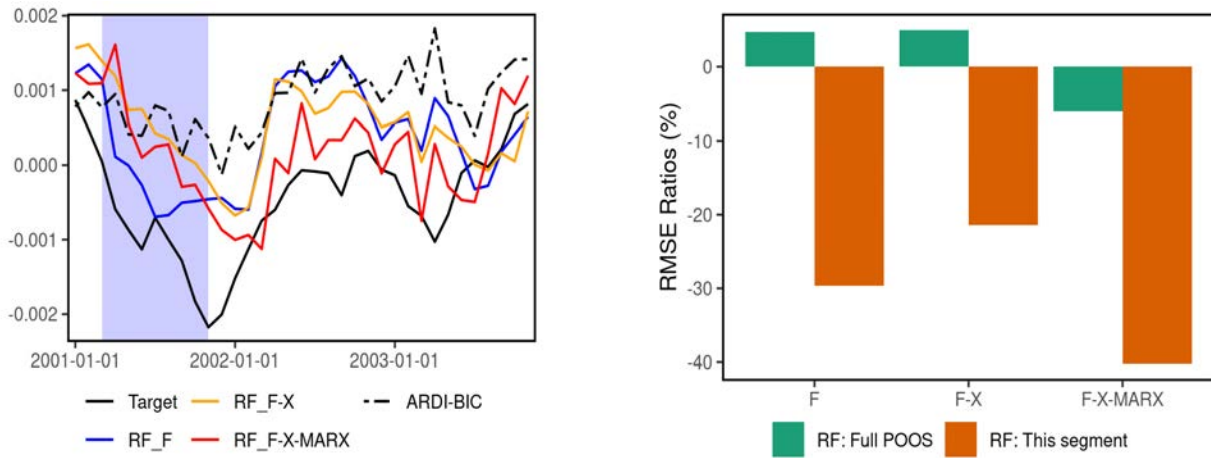 0.002
0.001
0.000
-0.001
-0.002
2001-01-01 2002-01-01 2003-01-01
Target RF_F-X ARDI-BIC
RF_F RF_F-X-MARX
RMSE Ratios (%)
0
-10
-20
-30
-40
F F-X F-X-MARX
RF: Full POOS RF: This segment